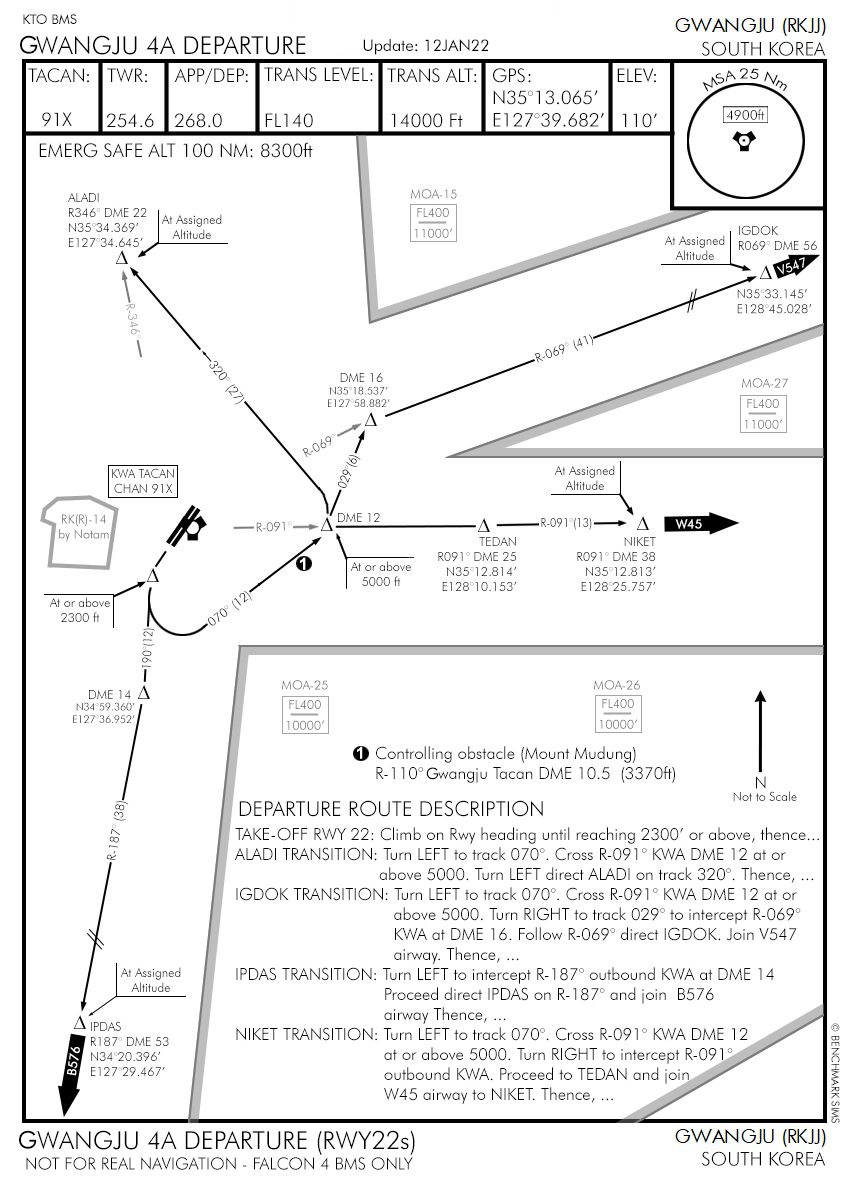 KTO BMS
GWANGJU 4A DEPARTURE
Update: 12JAN22
GWANGJU (RKJJ)
SOUTH KOREA
TACAN:
91X
TWR:
254.6
APP/DEP:
268.0
TRANS LEVEL:
FL140
TRANS ALT:
14000 Ft
GPS:
N35°13.065'
E127°39.682'
ELEV:
110'
MSA 25 Nm
4900ft
EMERG SAFE ALT 100 NM: 8300ft
ALADI
R346° DME 22
N35°34.369'
E127°34.645'
At Assigned
Altitude
R-346°
MOA-15
FL400
11000'
At Assigned
Altitude
IGDOK
R069° DME 56
V547
N35°33.145'
E128°45.028'
R-069° (41)
320° (27)
DME 16
N35°18.537'
E127°58.882'
R-069°
029°(6)
MOA-27
FL400
11000'
KWA TACAN
CHAN 91X
RK(R)-14
by Notam
R-091°
DME 12
At or above
5000 ft
1
070° (12)
TEDAN
R091° DME 25
N35°12.814'
E128°10.153'
R-091°(13)
At Assigned
Altitude
NIKET
R091° DME 38
N35°12.813'
E128°25.757'
W45
At or above
2300 ft
190°(12)
DME 14
N34°59.360'
E127°36.952'
R-187° (38)
At Assigned
Altitude
IPDAS
R187° DME 53
N34°20.396'
E127°29.467'
B576
MOA-25
FL400
10000'
MOA-26
FL400
10000'
1 Controlling obstacle (Mount Mudung)
R-110° Gwangju Tacan DME 10.5 (3370ft)
N
Not to Scale
DEPARTURE ROUTE DESCRIPTION
TAKE-OFF RWY 22: Climb on Rwy heading until reaching 2300' or above, thence...
ALADI TRANSITION: Turn LEFT to track 070°. Cross R-091° KWA DME 12 at or
above 5000. Turn LEFT direct ALADI on track 320°. Thence, ...
IGDOK TRANSITION: Turn LEFT to track 070°. Cross R-091° KWA DME 12 at or
above 5000. Turn RIGHT to track 029° to intercept R-069°
KWA at DME 16. Follow R-069° direct IGDOK. Join V547
airway. Thence, ...
IPDAS TRANSITION: Turn LEFT to intercept R-187° outbound KWA at DME 14
Proceed direct IPDAS on R-187° and join B576
airway Thence, ...
NIKET TRANSITION: Turn LEFT to track 070°. Cross R-091° KWA DME 12
at or above 5000. Turn RIGHT to intercept R-091°
outbound KWA. Proceed to TEDAN and join
W45 airway to NIKET. Thence, ...
© BENCHMARK SIMS
GWANGJU 4A DEPARTURE (RWY22s)
NOT FOR REAL NAVIGATION - FALCON 4 BMS ONLY
GWANGJU (RKJJ)
SOUTH KOREA